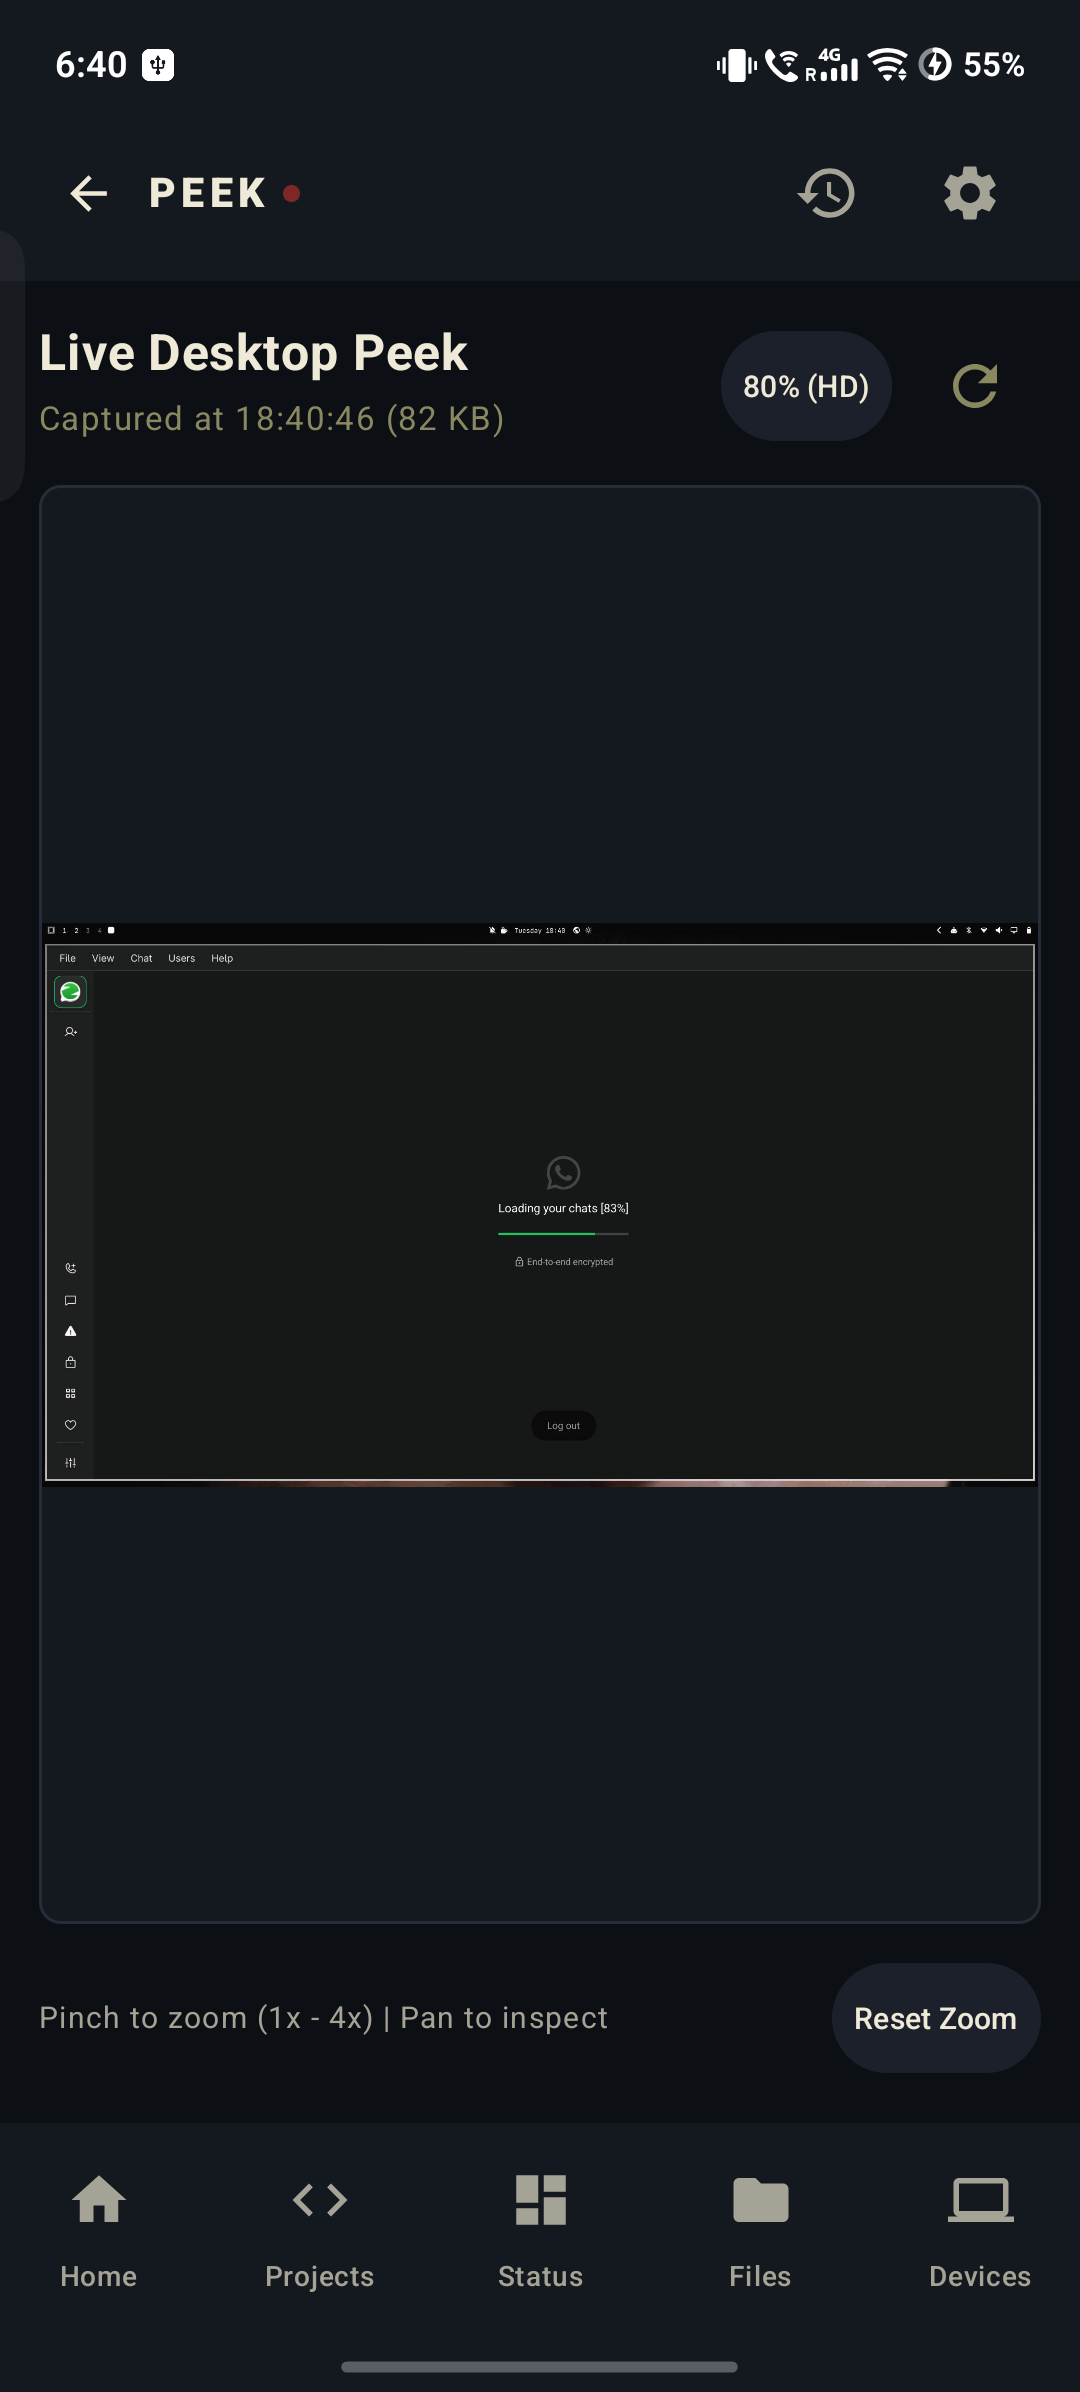 6:40
R 4G 55%
PEEK
Live Desktop Peek
Captured at 18:40:46 (82 KB)
80% (HD)
1 2 3 4
Tuesday 18:40
File View Chat Users Help
Loading your chats [83%]
End-to-end encrypted
Log out
Pinch to zoom (1x - 4x) | Pan to inspect
Reset Zoom
Home Projects Status Files Devices